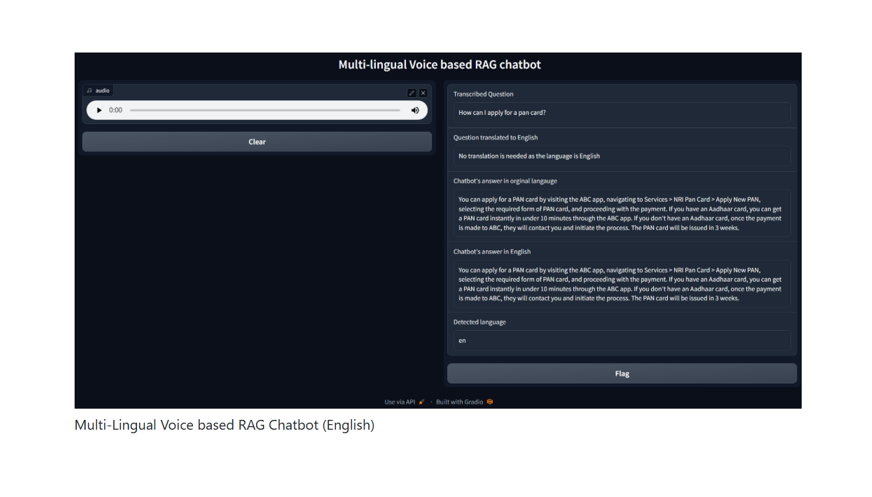 Multi-lingual Voice based RAG chatbot
audio
0:00
Clear
Transcribed Question
How can I apply for a pan card?
Question translated to English
No translation is needed as the language is English
Chatbot's answer in orginal langauge
You can apply for a PAN card by visiting the ABC app, navigating to Services > NRI Pan Card > Apply New PAN,
selecting the required form of PAN card, and proceeding with the payment. If you have an Aadhaar card, you can get
a PAN card instantly in under 10 minutes through the ABC app. If you don't have an Aadhar card, once the payment
is made to ABC, they will contact you and initiate the process. The PAN card will be issued in 3 weeks.
Chatbot's answer in English
You can apply for a PAN card by visiting the ABC app, navigating to Services > NRI Pan Card > Apply New PAN,
selecting the required form of PAN card, and proceeding with the payment. If you have an Aadhaar card, you can get
a PAN card instantly in under 10 minutes through the ABC app. If you don't have an Aadhar card, once the payment
is made to ABC, they will contact you and initiate the process. The PAN card will be issued in 3 weeks.
Detected language
en
Flag
Use via API · Built with Gradio
Multi-Lingual Voice based RAG Chatbot (English)